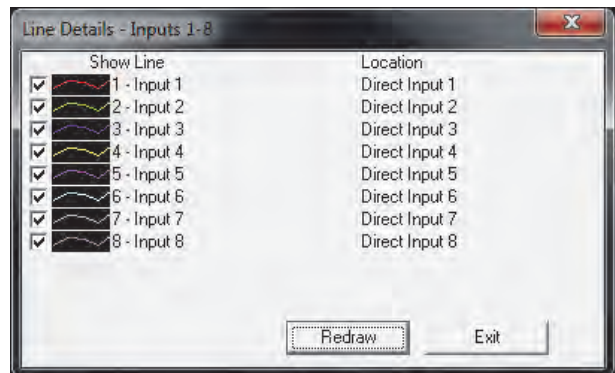 Line Details - Inputs 1-8
Show Line Location
1 - Input 1 Direct Input 1
2 - Input 2 Direct Input 2
3 - Input 3 Direct Input 3
4 - Input 4 Direct Input 4
5 - Input 5 Direct Input 5
6 - Input 6 Direct Input 6
7 - Input 7 Direct Input 7
8 - Input 8 Direct Input 8
Redraw Exit